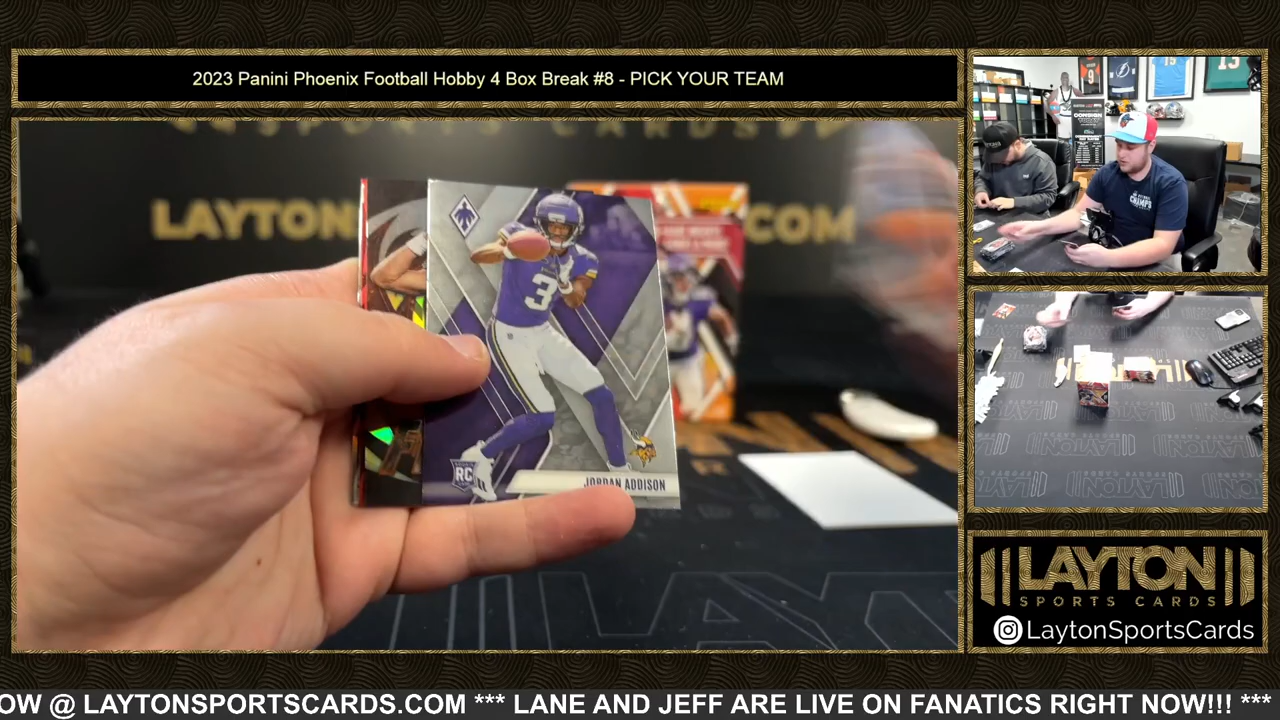 2023 Panini Phoenix Football Hobby 4 Box Break #8 - PICK YOUR TEAM
LAYTON
COM
3
RC
JORDAN ADDISON
LAYTON
SPORTS CARDS
LaytonSportsCards
OW @ LAYTONSPORTSCARDS.COM *** LANE AND JEFF ARE LIVE ON FANATICS RIGHT NOW!!! ***